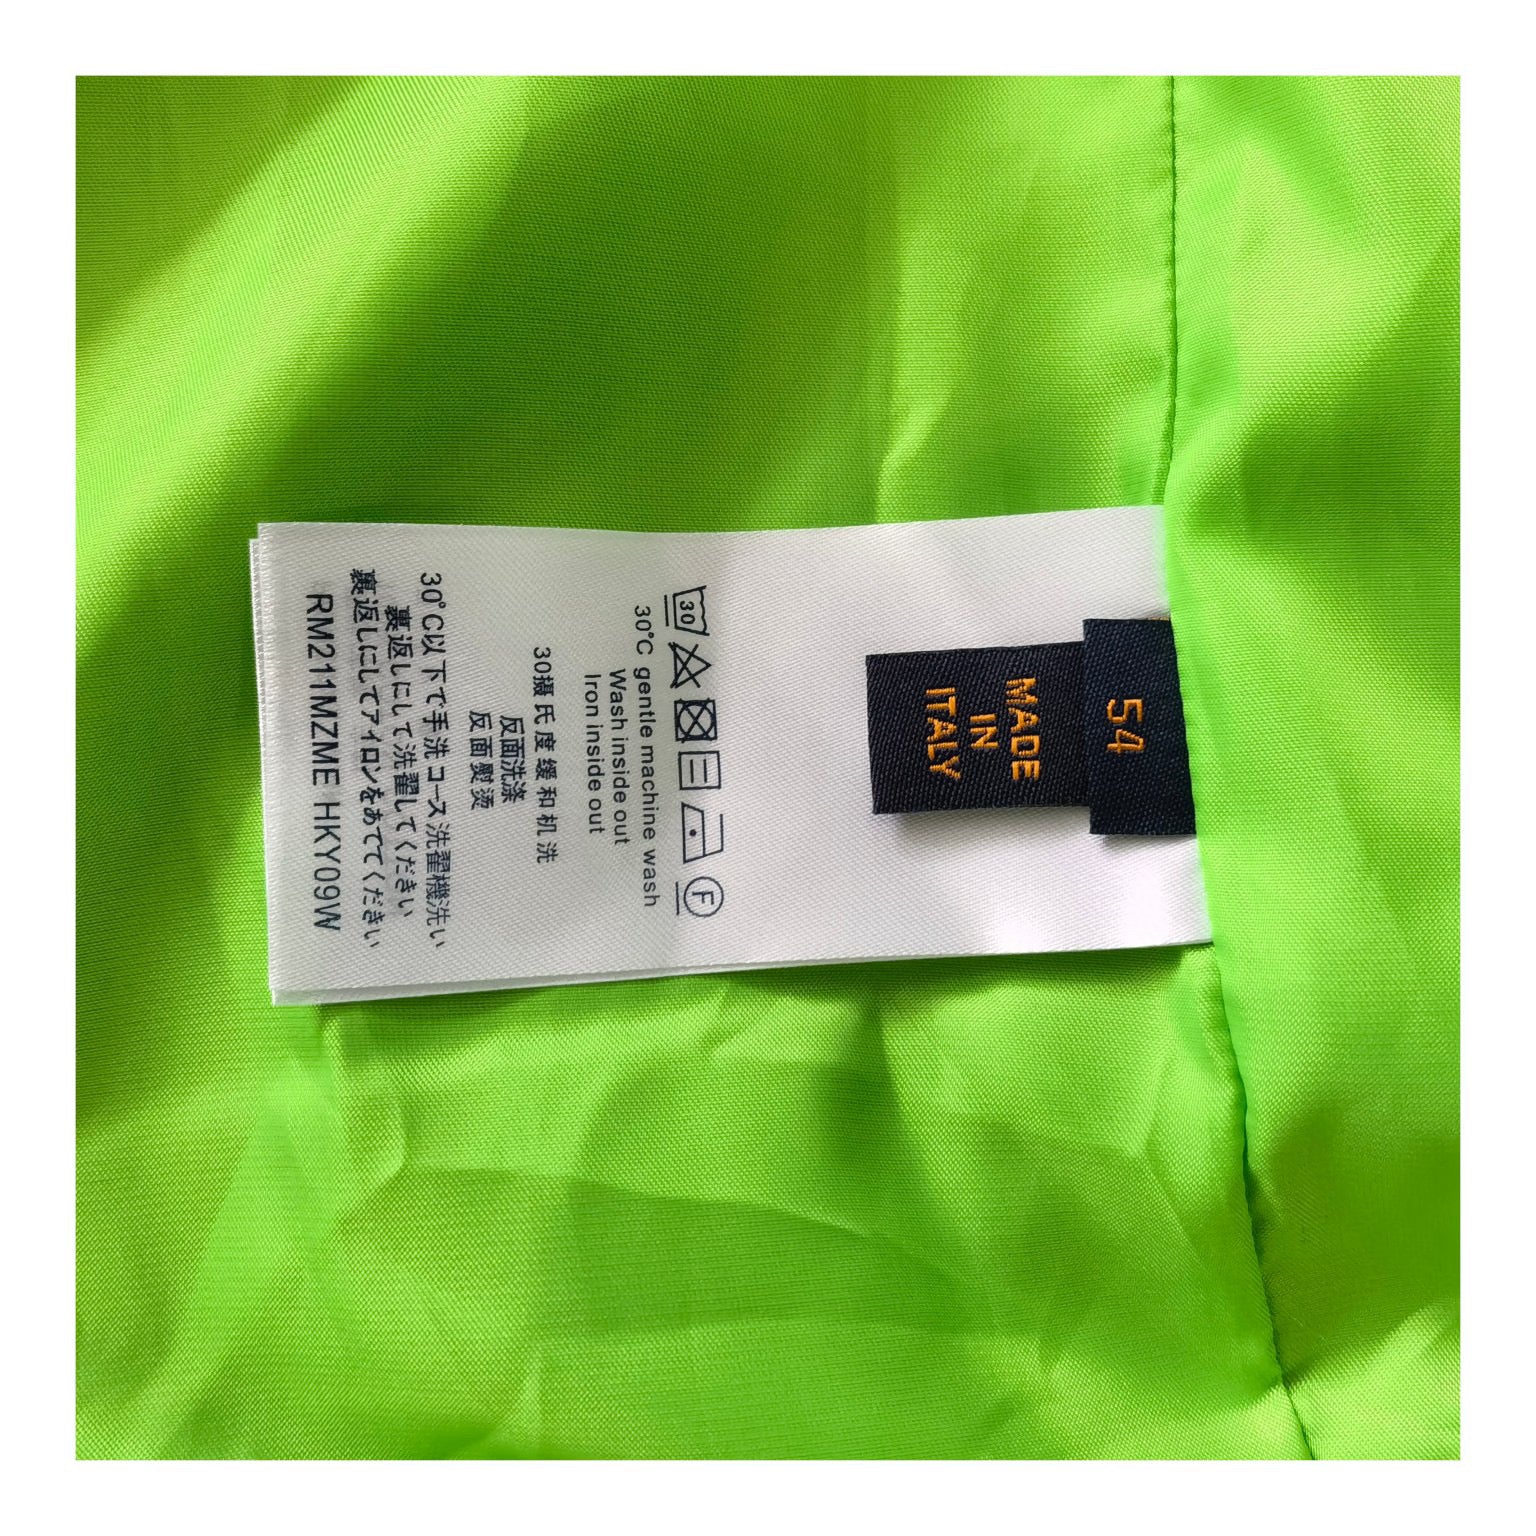 54
MADE
IN
ITALY
30
F
30°C gentle machine wash
Wash inside out
Iron inside out
30摄氏度缓和机洗
反面洗涤
反面熨烫
30°C以下で手洗コース洗濯機洗い
裏返しにして洗濯してください
裏返しにしてアイロンをあててください
RM211MZME HKY09W